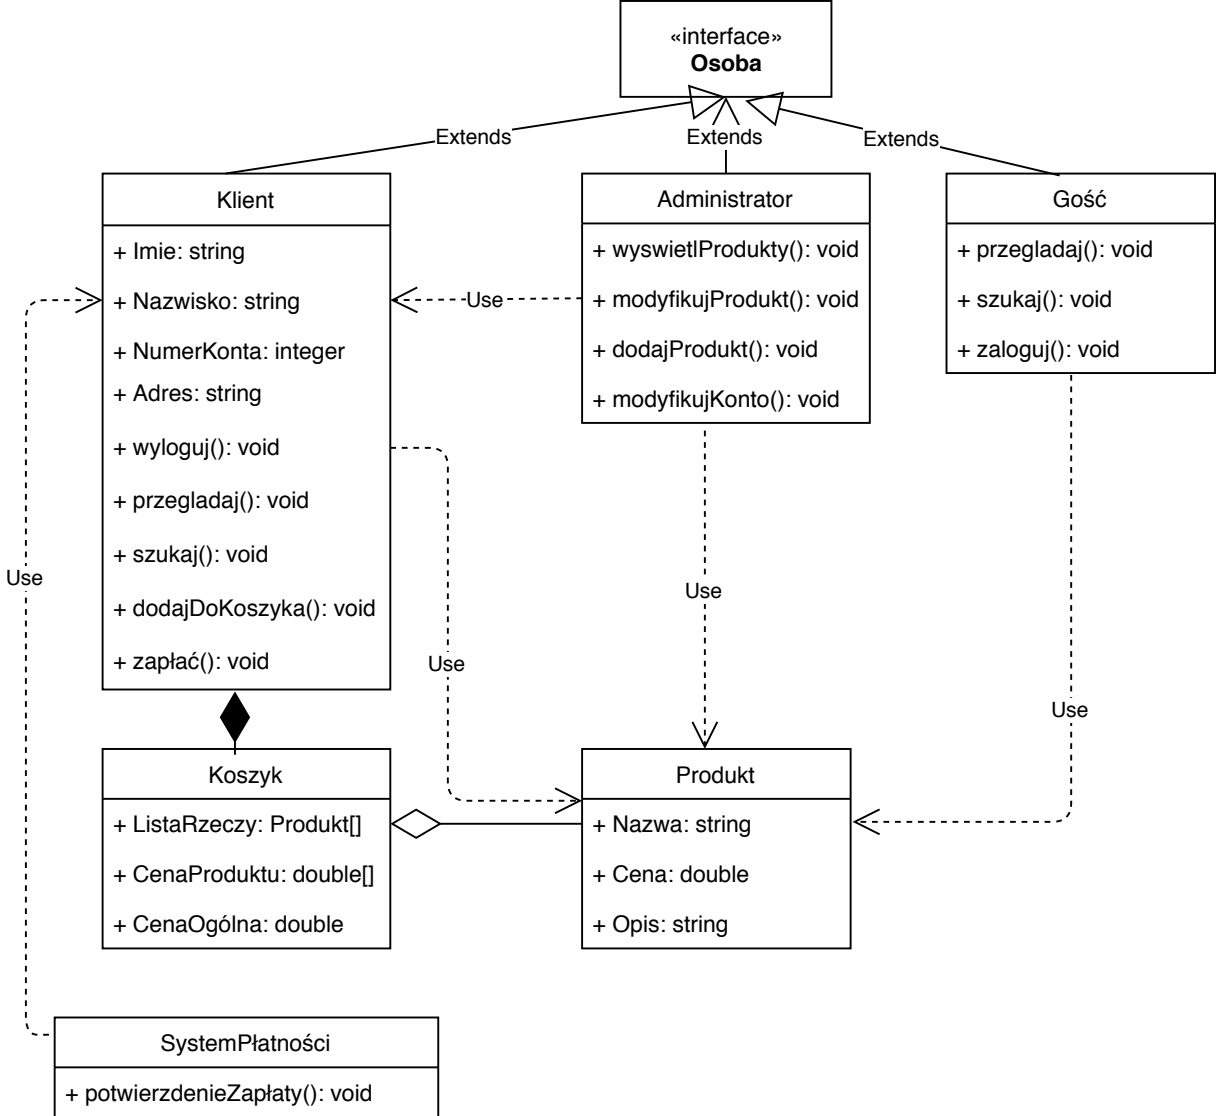 «interface»
Osoba
Extends
Extends
Extends
Klient
+ Imie: string
+ Nazwisko: string
+ NumerKonta: integer
+ Adres: string
+ wyloguj(): void
+ przegladaj(): void
+ szukaj(): void
+ dodajDoKoszyka(): void
+ zapłać(): void
Use
Administrator
+ wyswietlProdukty(): void
+ modyfikujProdukt(): void
+ dodajProdukt(): void
+ modyfikujKonto(): void
Gość
+ przegladaj(): void
+ szukaj(): void
+ zaloguj(): void
Use
Use
Use
Use
Koszyk
+ ListaRzeczy: Produkt[]
+ CenaProduktu: double[]
+ CenaOgólna: double
Produkt
+ Nazwa: string
+ Cena: double
+ Opis: string
SystemPłatności
+ potwierzdenieZapłaty(): void